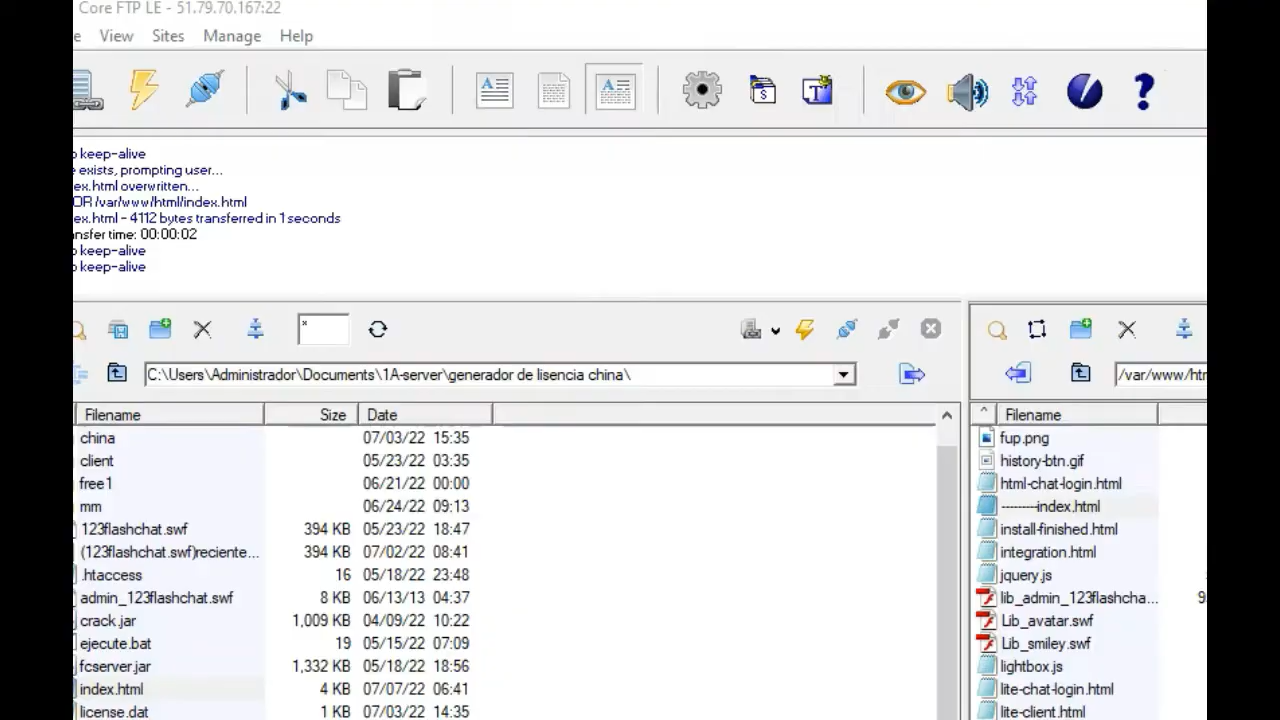 Core FTP LE - 51.79.70.167:22
e View Sites Manage Help
p keep-alive
e exists, prompting user...
ex.html overwritten...
OR /var/www/html/index.html
ex.html - 4112 bytes transferred in 1 seconds
nsfer time: 00:00:02
p keep-alive
p keep-alive
*
C:\Users\Administrador\Documents\1A-server\generador de lisencia china\
/var/www/htr
Filename Size Date
china 07/03/22 15:35
client 05/23/22 03:35
free1 06/21/22 00:00
mm 06/24/22 09:13
123flashchat.swf 394 KB 05/23/22 18:47
(123flashchat.swf)reciente... 394 KB 07/02/22 08:41
.htaccess 16 05/18/22 23:48
admin_123flashchat.swf 8 KB 06/13/13 04:37
crack.jar 1,009 KB 04/09/22 10:22
ejecute.bat 19 05/15/22 07:09
fcserver.jar 1,332 KB 05/18/22 18:56
index.html 4 KB 07/07/22 06:41
license.dat 1 KB 07/03/22 14:35
Filename
fup.png
history-btn.gif
html-chat-login.html
--------index.html
install-finished.html
integration.html
jquery.js
lib_admin_123flashcha... 9
Lib_avatar.swf
Lib_smiley.swf
lightbox.js
lite-chat-login.html
lite-client.html